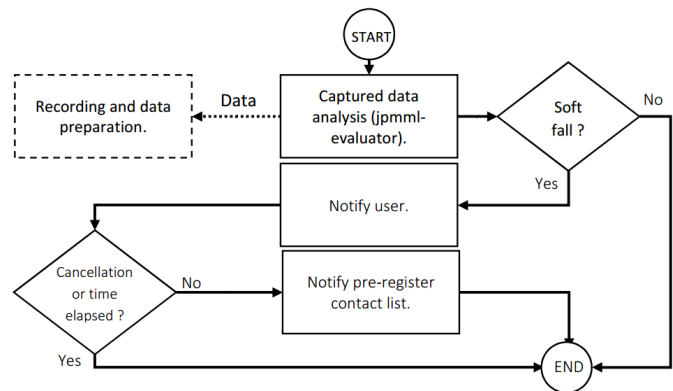 START
Recording and data
preparation.
Data
Captured data
analysis (jpmml-
evaluator).
Soft
fall ?
No
Yes
Notify user.
Cancellation
or time
elapsed ?
No
Notify pre-register
contact list.
Yes
END